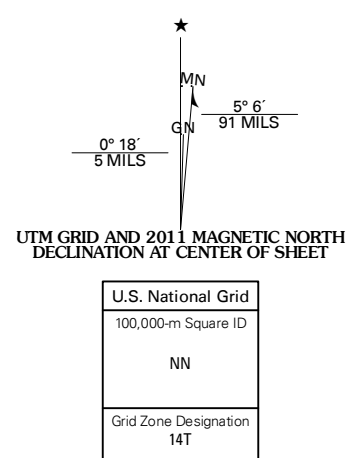 ★
MN
5° 6´
91 MILS
GN
0° 18´
5 MILS
UTM GRID AND 2011 MAGNETIC NORTH
DECLINATION AT CENTER OF SHEET
U.S. National Grid
100,000-m Square ID
NN
Grid Zone Designation
14T